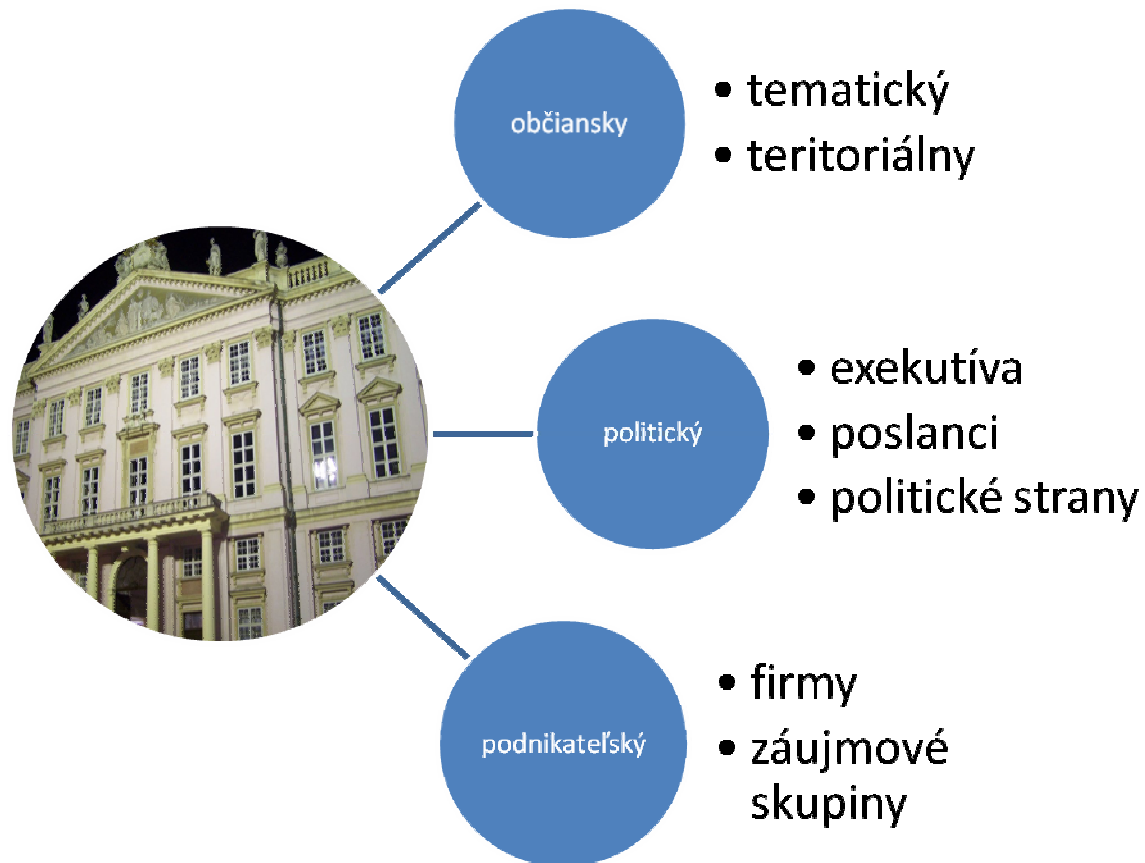 občiansky
• tematický
• teritoriálny
politický
• exekutíva
• poslanci
• politické strany
podnikateľský
• firmy
• záujmové
skupiny